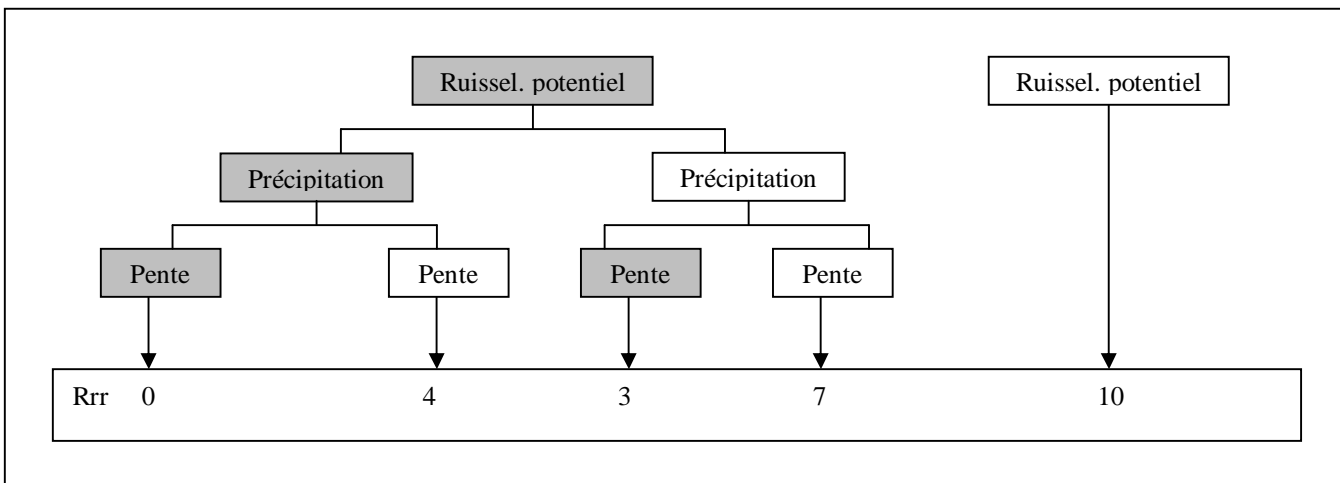 Ruissel. potentiel Ruissel. potentiel
Précipitation Précipitation
Pente Pente Pente Pente
Rrr 0 4 3 7 10